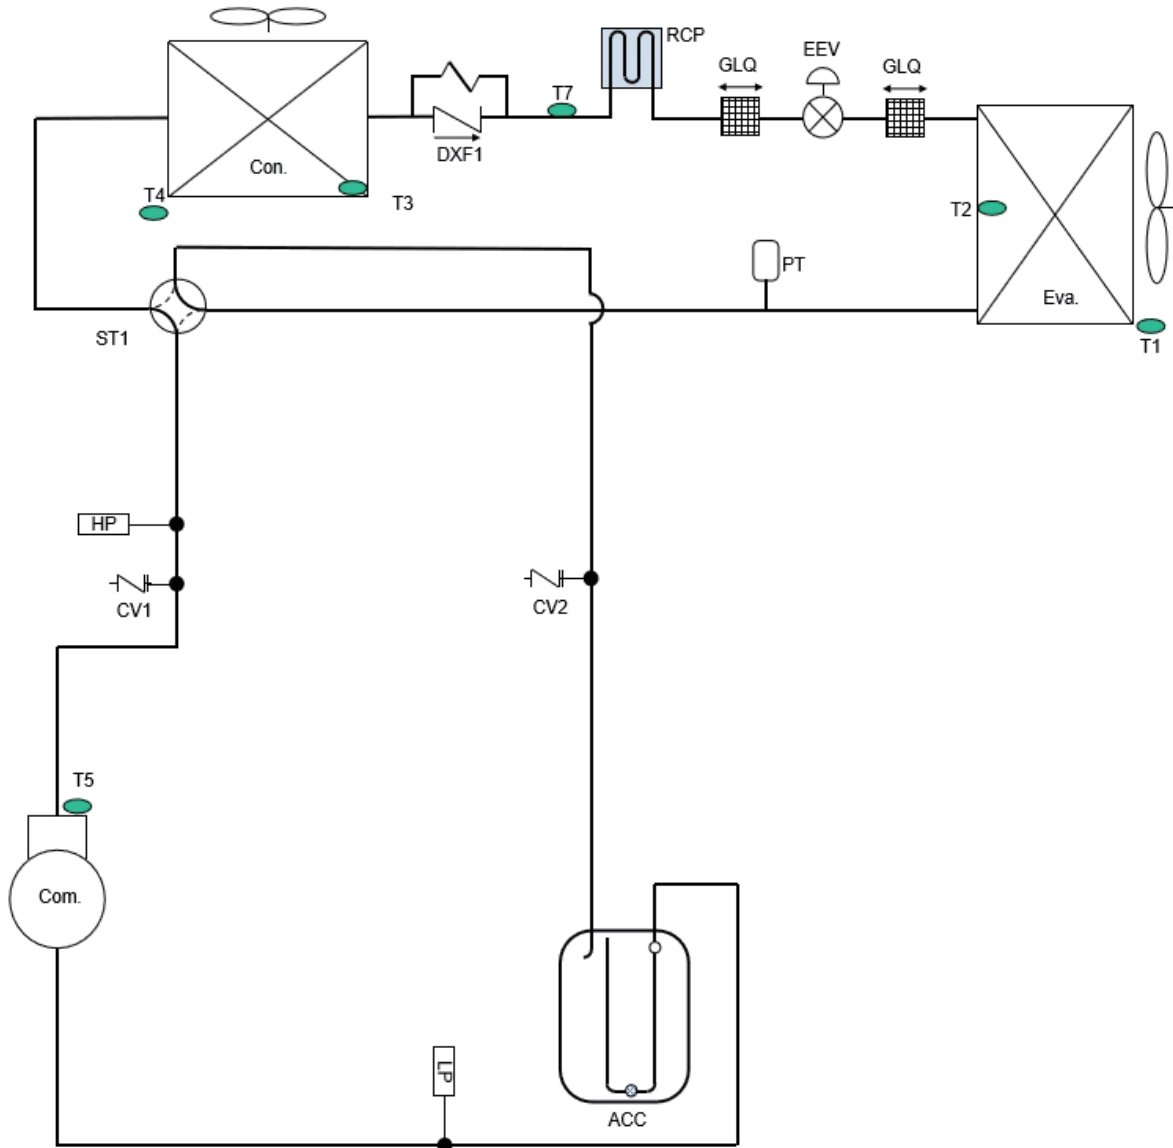 RCP
EEV
GLQ
GLQ
T7
DXF1
Con.
T4
T3
T2
PT
Eva.
ST1
T1
HP
CV1
CV2
T5
Com.
LP
ACC